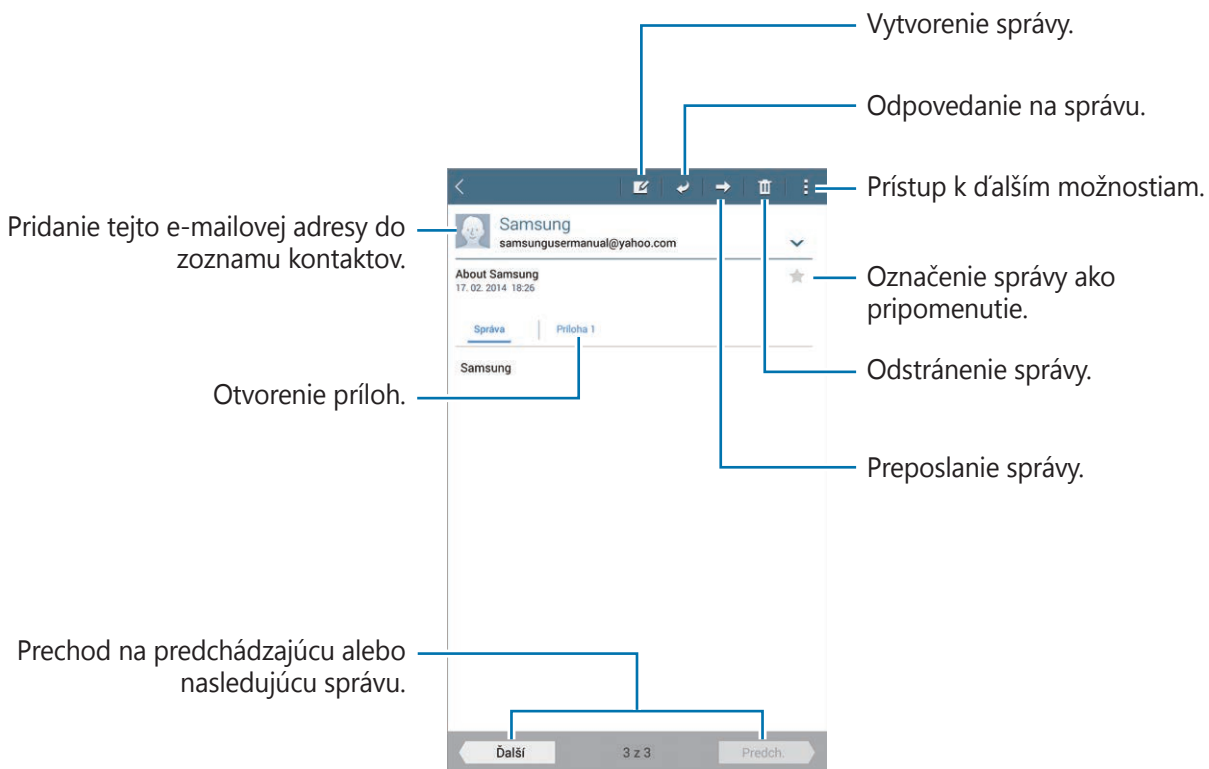 Vytvorenie správy.
Odpovedanie na správu.
Prístup k ďalším možnostiam.
Pridanie tejto e-mailovej adresy do
zoznamu kontaktov.
Samsung
samsungusermanual@yahoo.com
About Samsung
17. 02. 2014 18:26
Označenie správy ako
pripomenutie.
Správa
Príloha 1
Samsung
Odstránenie správy.
Otvorenie príloh.
Preposlanie správy.
Prechod na predchádzajúcu alebo
nasledujúcu správu.
Ďalší
3 z 3
Predch.